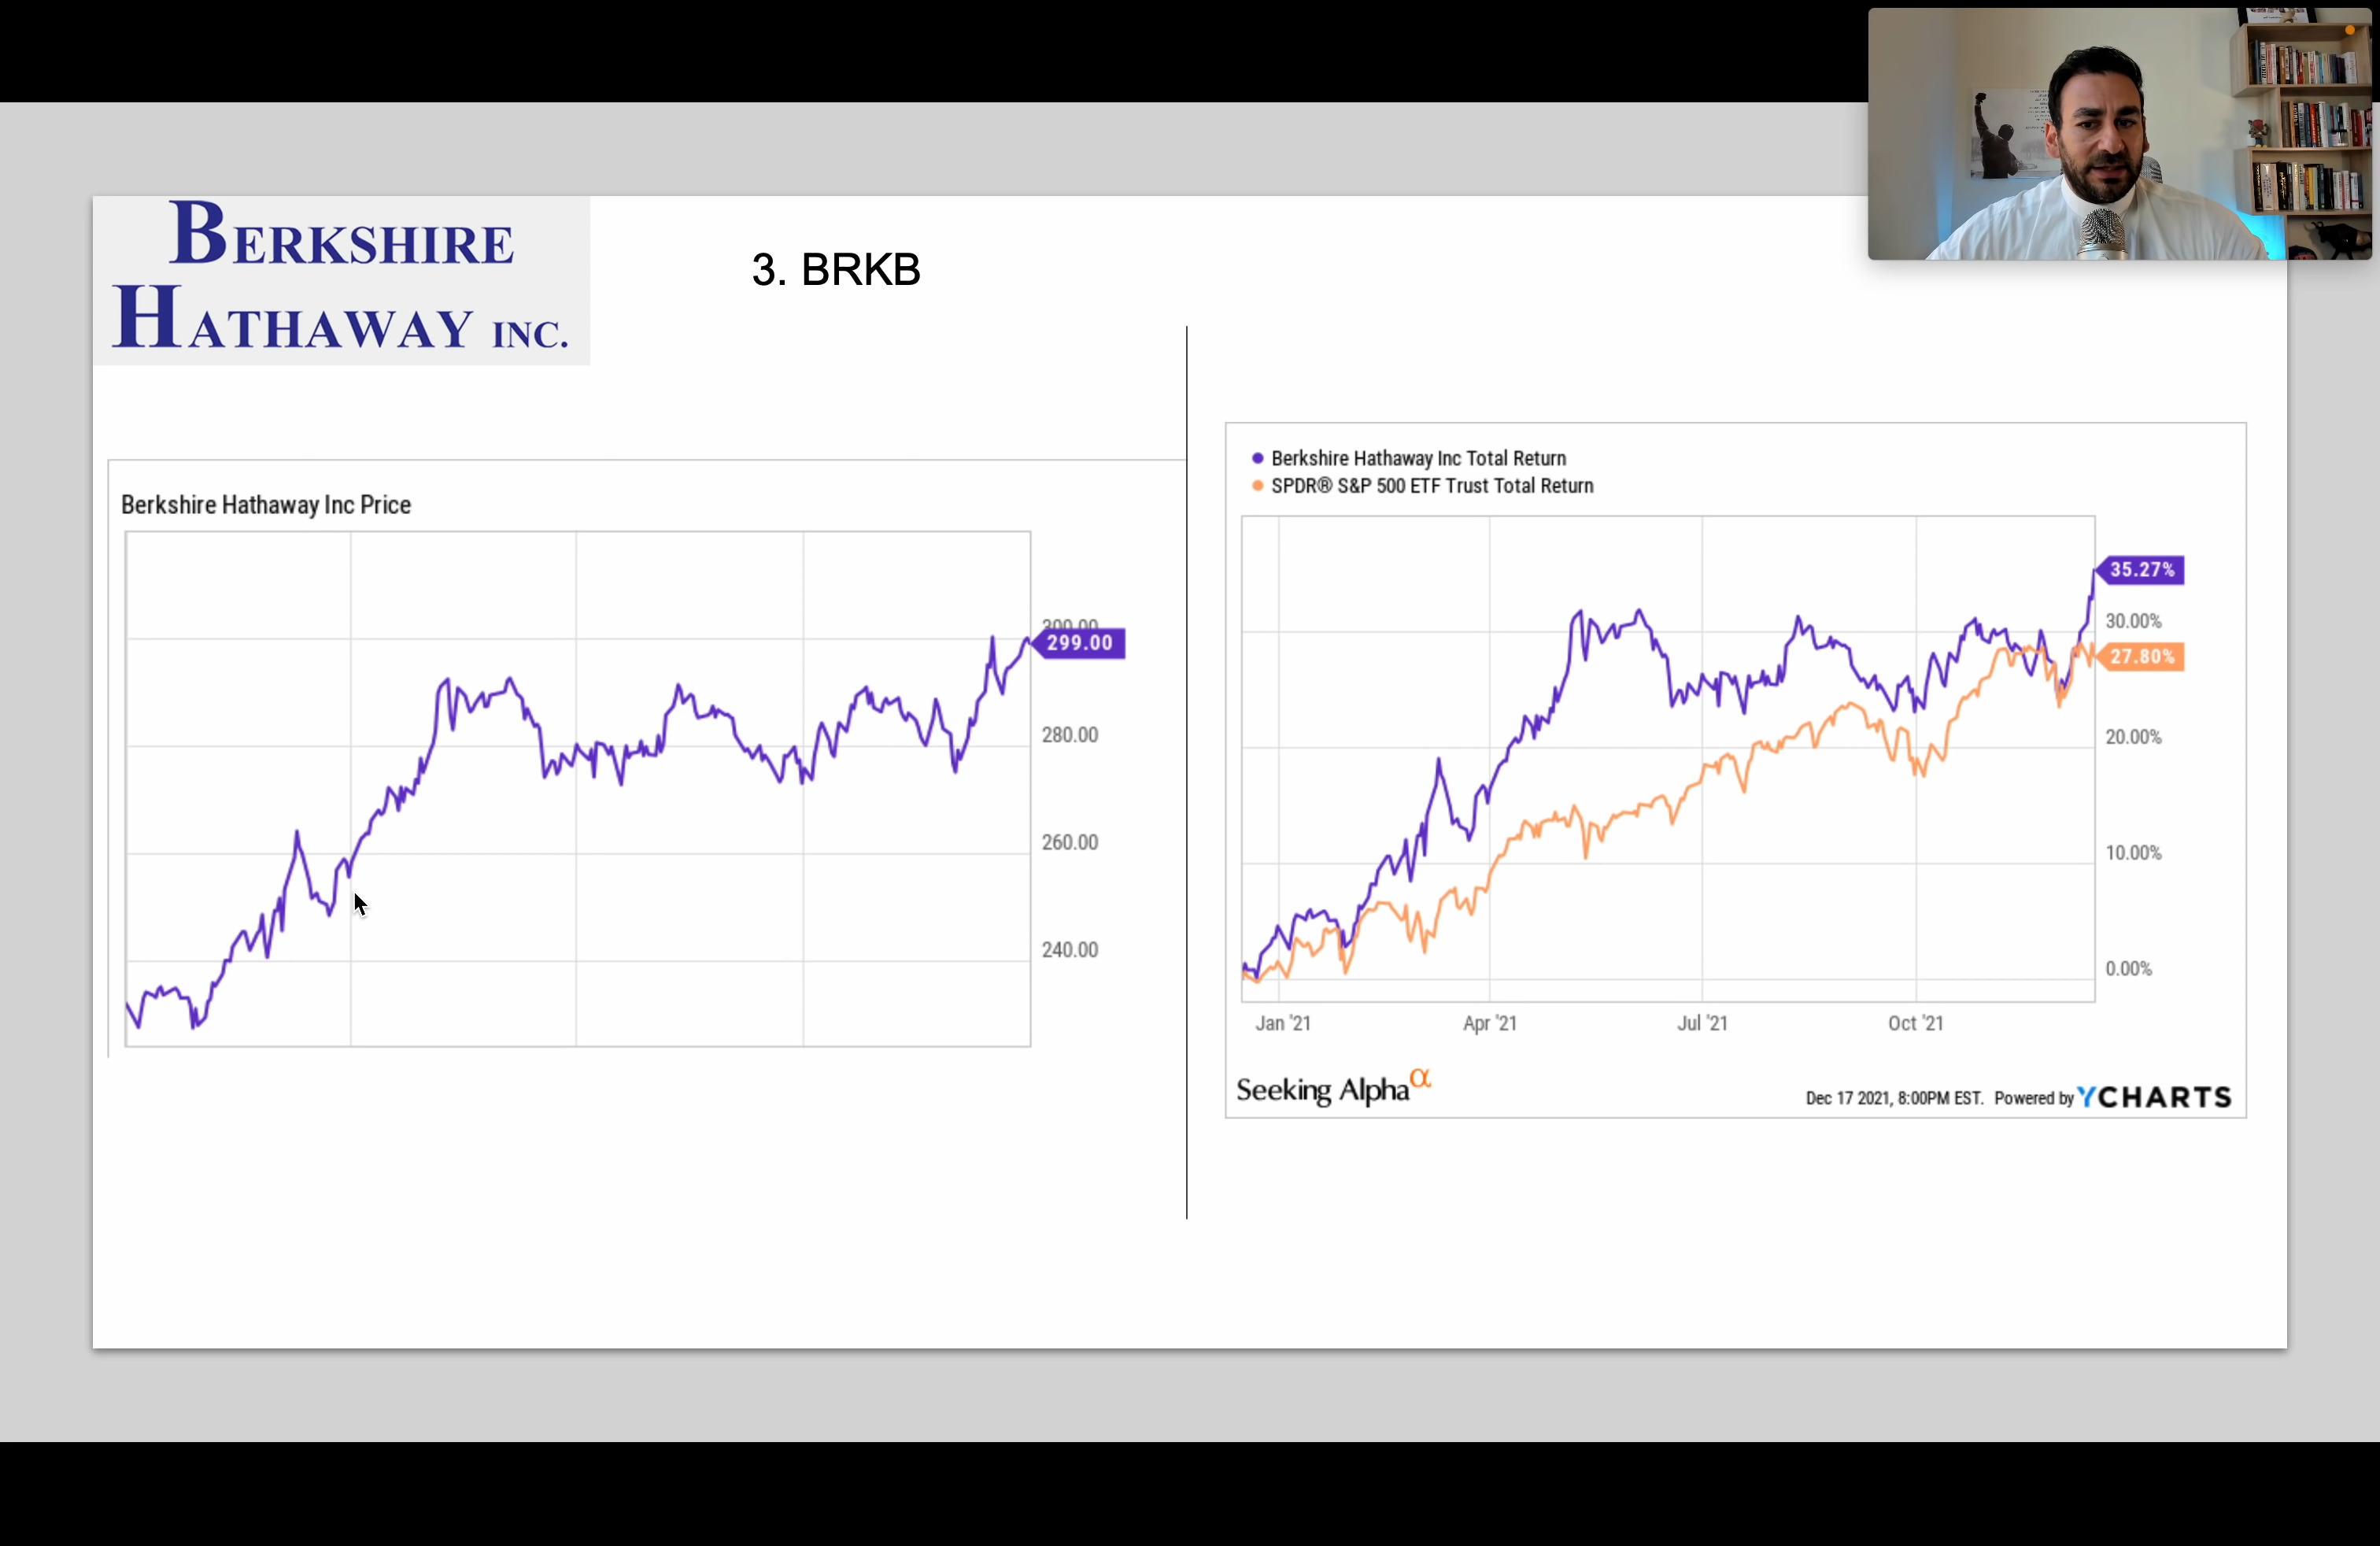 BERKSHIRE
HATHAWAY INC.
3. BRKB
Berkshire Hathaway Inc Price
300.00
299.00
280.00
260.00
240.00
Berkshire Hathaway Inc Total Return
SPDR® S&P 500 ETF Trust Total Return
35.27%
30.00%
27.80%
20.00%
10.00%
0.00%
Jan '21 Apr '21 Jul '21 Oct '21
Seeking Alphaα
Dec 17 2021, 8:00PM EST. Powered by YCHARTS